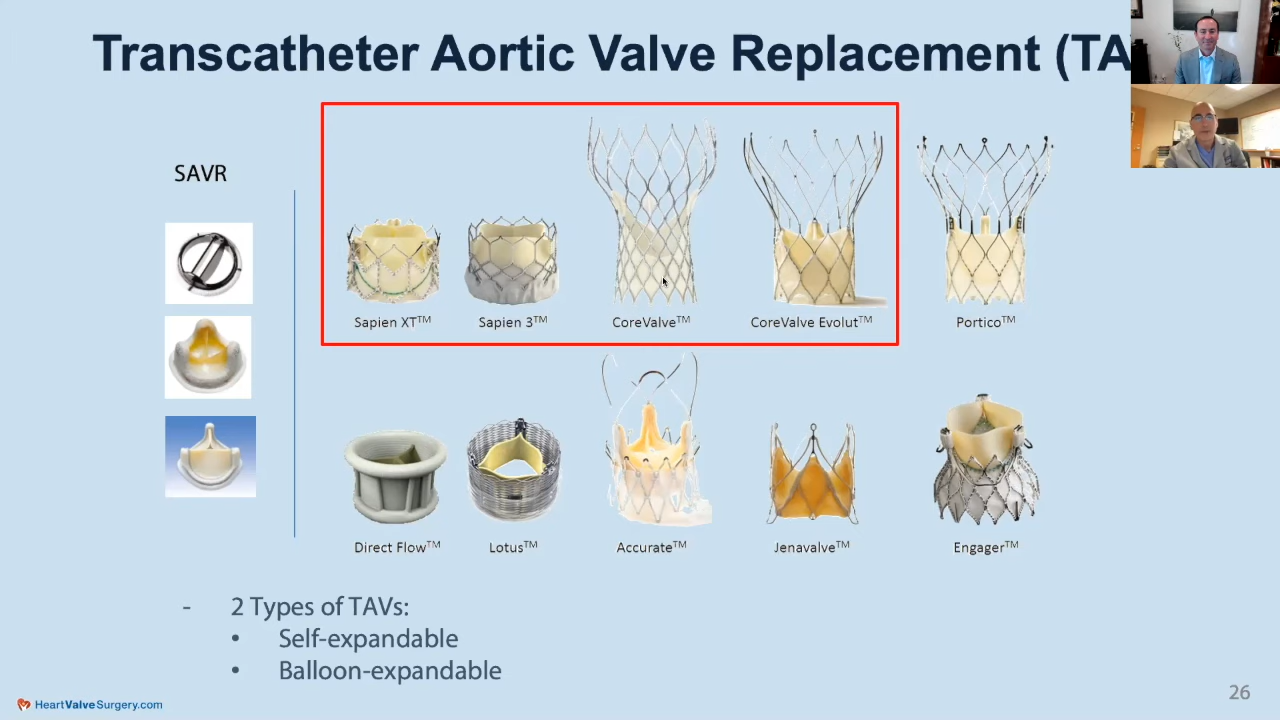 Transcatheter Aortic Valve Replacement (TA
SAVR
Sapien XT™
Sapien 3™
CoreValve™
CoreValve Evolut™
Portico™
Direct Flow™
Lotus™
Accurate™
Jenavalve™
Engager™
- 2 Types of TAVs:
• Self-expandable
• Balloon-expandable
HeartValveSurgery.com
26